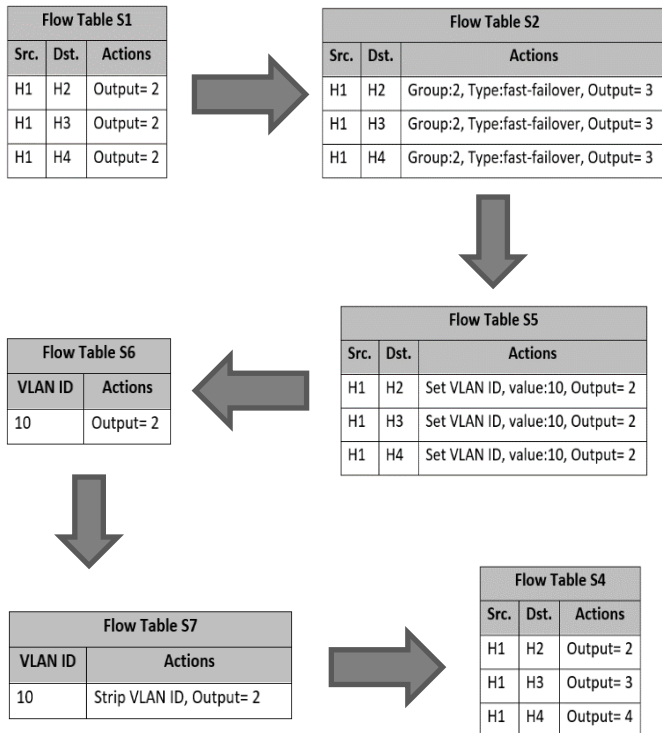 Flow Table S1
Src. Dst. Actions
H1 H2 Output= 2
H1 H3 Output= 2
H1 H4 Output= 2
Flow Table S2
Src. Dst. Actions
H1 H2 Group:2, Type:fast-failover, Output= 3
H1 H3 Group:2, Type:fast-failover, Output= 3
H1 H4 Group:2, Type:fast-failover, Output= 3
Flow Table S5
Src. Dst. Actions
H1 H2 Set VLAN ID, value:10, Output= 2
H1 H3 Set VLAN ID, value:10, Output= 2
H1 H4 Set VLAN ID, value:10, Output= 2
Flow Table S6
VLAN ID Actions
10 Output= 2
Flow Table S7
VLAN ID Actions
10 Strip VLAN ID, Output= 2
Flow Table S4
Src. Dst. Actions
H1 H2 Output= 2
H1 H3 Output= 3
H1 H4 Output= 4